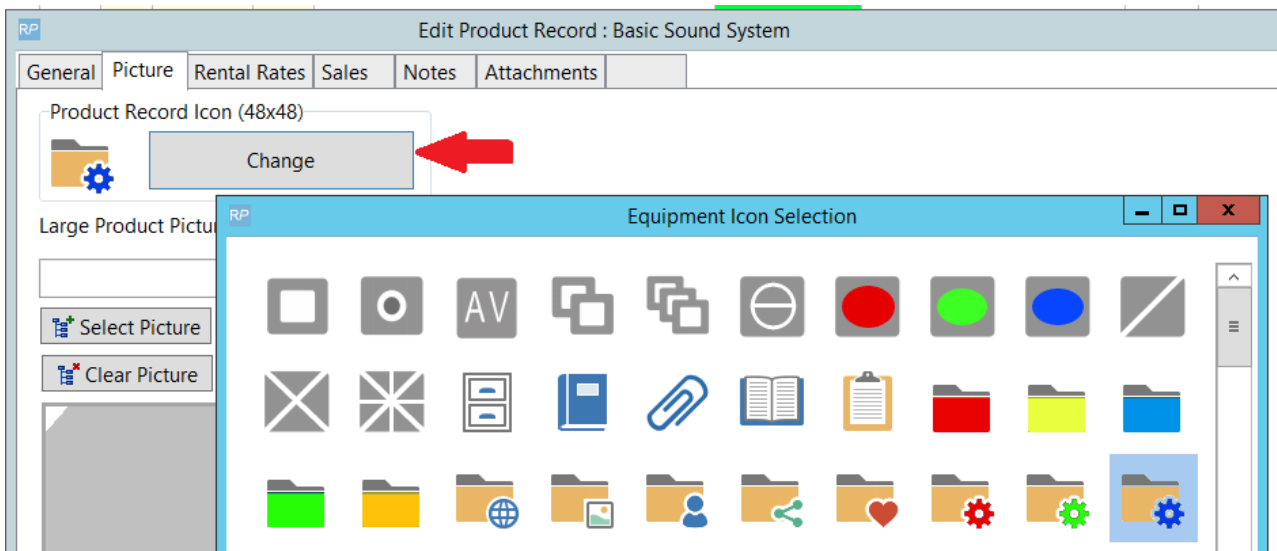 RP Edit Product Record : Basic Sound System
General Picture Rental Rates Sales Notes Attachments
Product Record Icon (48x48)
Change
RP Equipment Icon Selection
Large Product Pictu
AV
Select Picture
Clear Picture